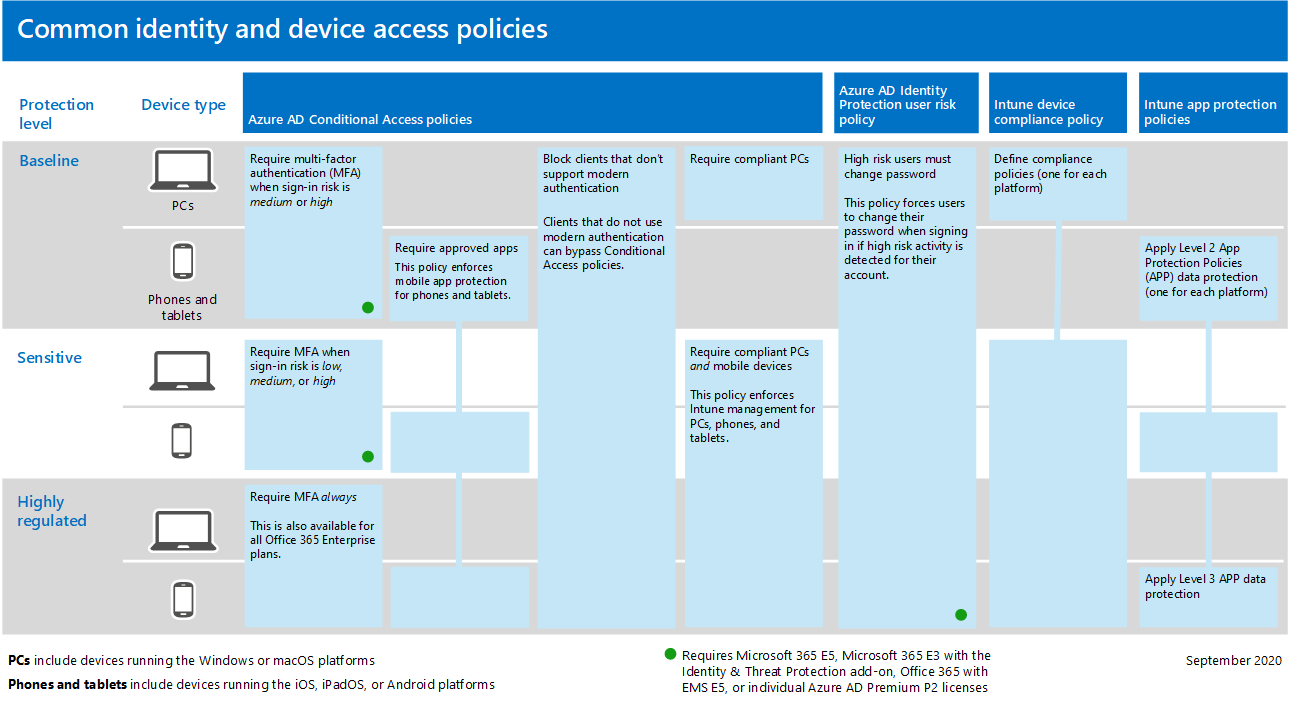 Common identity and device access policies
Protection
level
Device type
Azure AD Conditional Access policies
Azure AD Identity
Protection user risk
policy
Intune device
compliance policy
Intune app protection
policies
Baseline
PCs
Require multi-factor
authentication (MFA)
when sign-in risk is
medium or high
Block clients that don't
support modern
authentication
Clients that do not use
modern authentication
can bypass Conditional
Access policies.
Require compliant PCs
High risk users must
change password
This policy forces users
to change their
password when signing
in if high risk activity is
detected for their
account.
Define compliance
policies (one for each
platform)
Phones and
tablets
Require approved apps
This policy enforces
mobile app protection
for phones and tablets.
Apply Level 2 App
Protection Policies
(APP) data protection
(one for each platform)
Sensitive
Require MFA when
sign-in risk is low,
medium, or high
Require compliant PCs
and mobile devices
This policy enforces
Intune management for
PCs, phones, and
tablets.
Highly
regulated
Require MFA always
This is also available for
all Office 365 Enterprise
plans.
Apply Level 3 APP data
protection
PCs include devices running the Windows or macOS platforms
Phones and tablets include devices running the iOS, iPadOS, or Android platforms
Requires Microsoft 365 E5, Microsoft 365 E3 with the
Identity & Threat Protection add-on, Office 365 with
EMS E5, or individual Azure AD Premium P2 licenses
September 2020